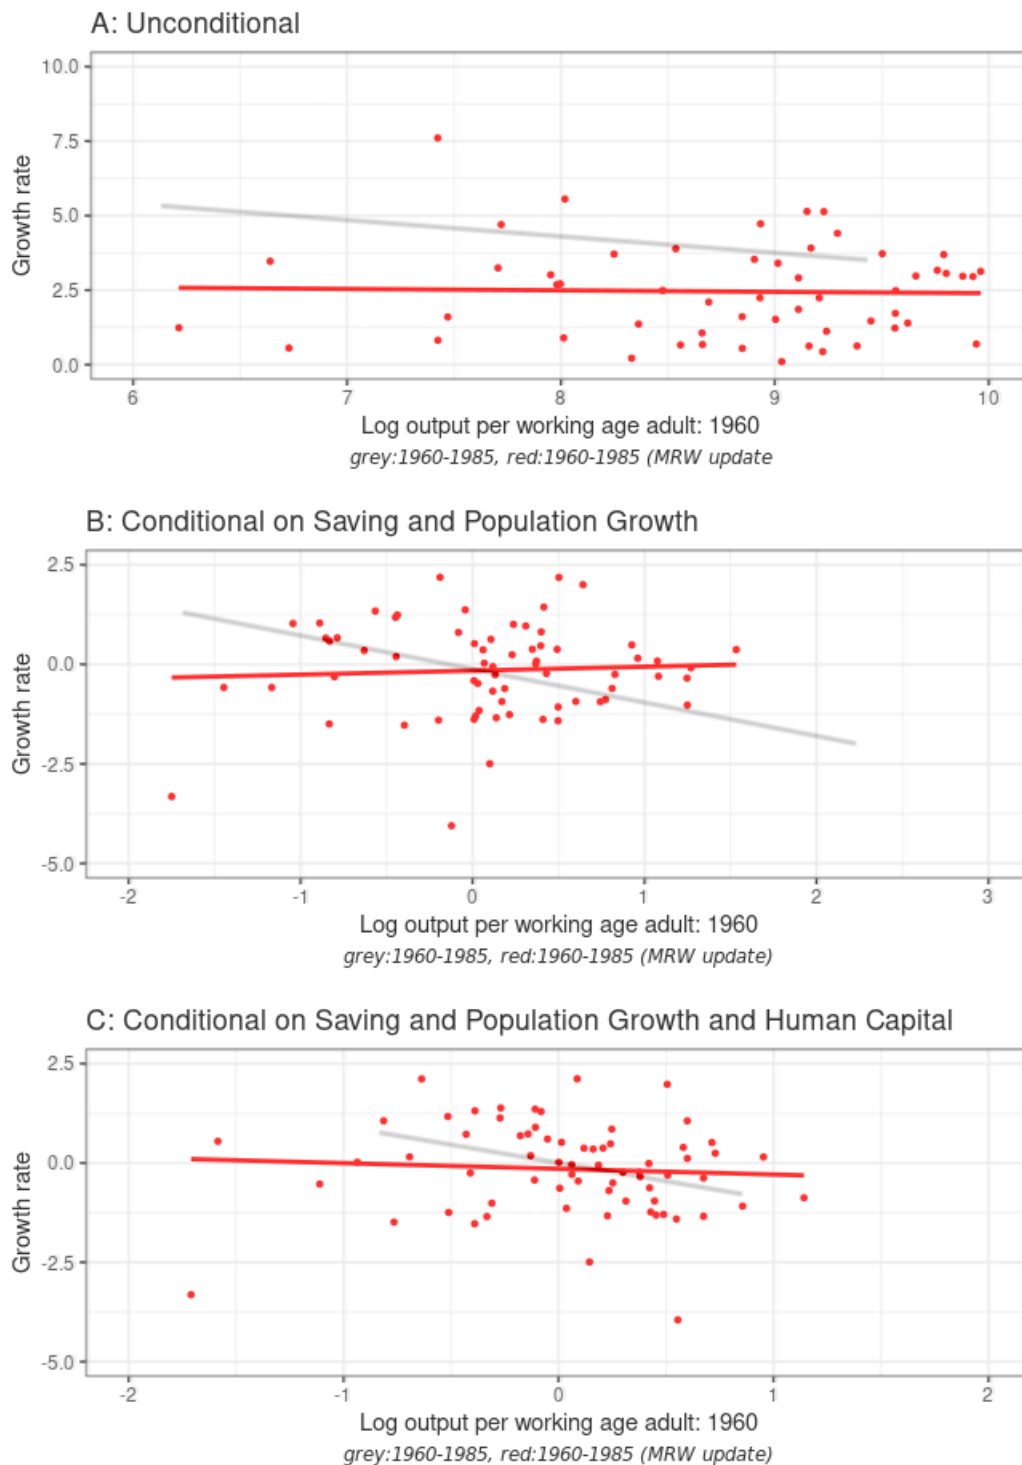 A: Unconditional
10.0
7.5
5.0
2.5
0.0
Growth rate
6 7 8 9 10
Log output per working age adult: 1960
grey:1960-1985, red:1960-1985 (MRW update
B: Conditional on Saving and Population Growth
2.5
0.0
-2.5
-5.0
Growth rate
-2 -1 0 1 2 3
Log output per working age adult: 1960
grey:1960-1985, red:1960-1985 (MRW update)
C: Conditional on Saving and Population Growth and Human Capital
2.5
0.0
-2.5
-5.0
Growth rate
-2 -1 0 1 2
Log output per working age adult: 1960
grey:1960-1985, red:1960-1985 (MRW update)